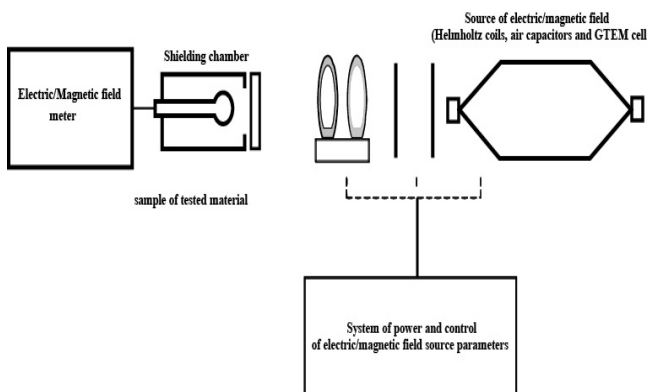 Source of electric/magnetic field
(Helmholtz coils, air capacitors and GTEM cell
Shielding chamber
Electric/Magnetic field
meter
sample of tested material
System of power and control
of electric/magnetic field source parameters